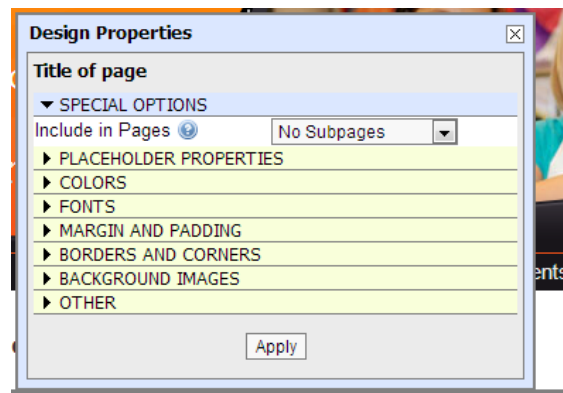 Design Properties
Title of page
SPECIAL OPTIONS
Include in Pages ? No Subpages
PLACEHOLDER PROPERTIES
COLORS
FONTS
MARGIN AND PADDING
BORDERS AND CORNERS
BACKGROUND IMAGES
ents
OTHER
Apply